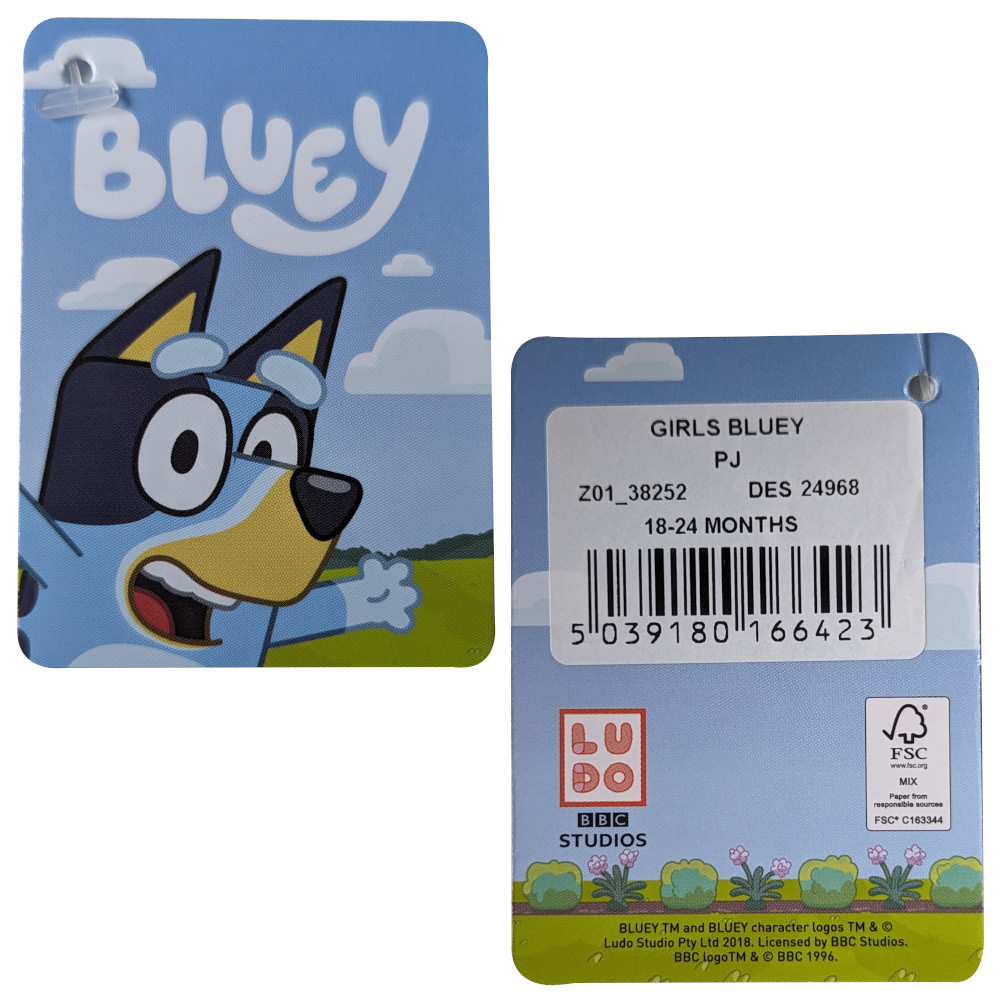 BLUEY
GIRLS BLUEY
PJ
Z01_38252 DES 24968
18-24 MONTHS
5 039180 166423
LU
DO
BBC
STUDIOS
FSC
www.fsc.org
MIX
Paper from
responsible sources
FSC® C163344
BLUEY TM and BLUEY character logos TM & ©
Ludo Studio Pty Ltd 2018. Licensed by BBC Studios.
BBC logoTM & © BBC 1996.